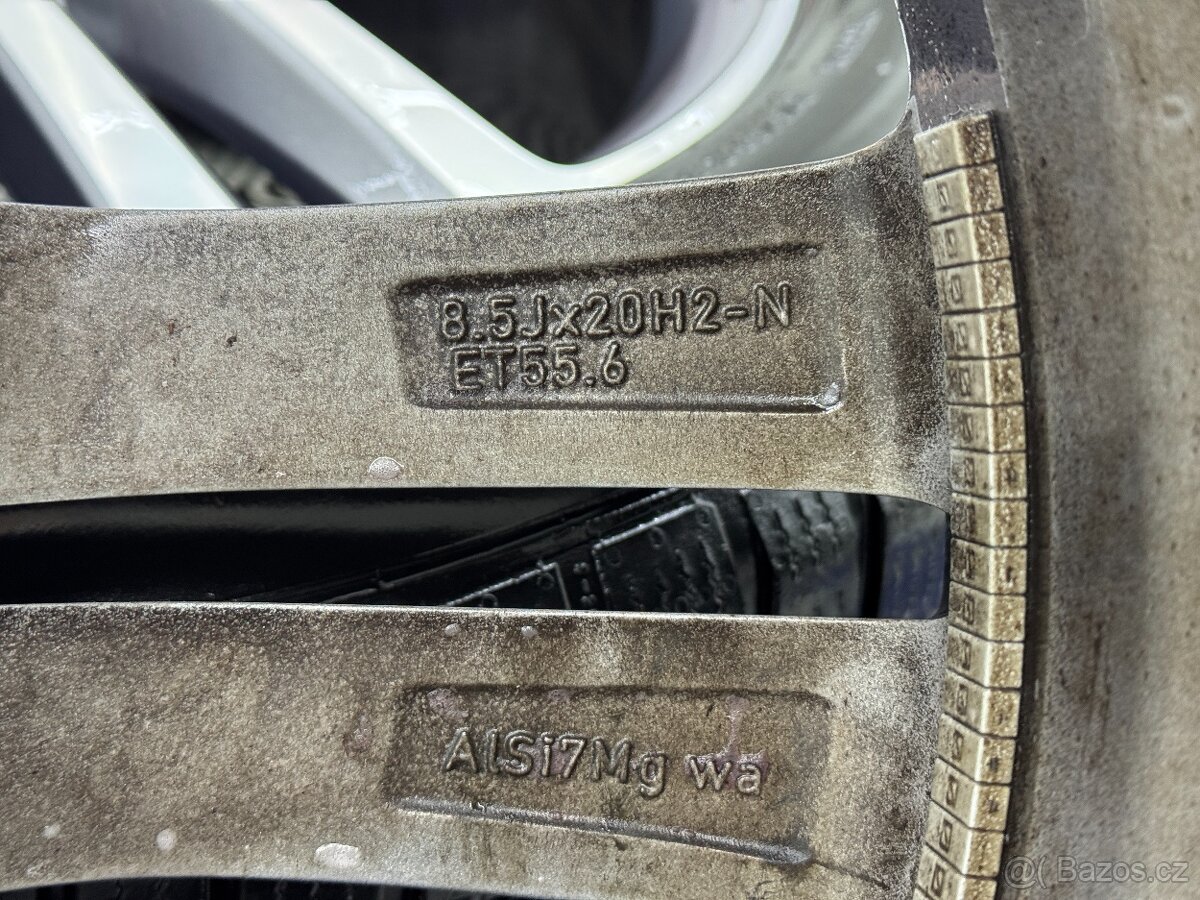 8.5Jx20H2-N
ET55.6
AlSi7Mg wa
Bazos.cz